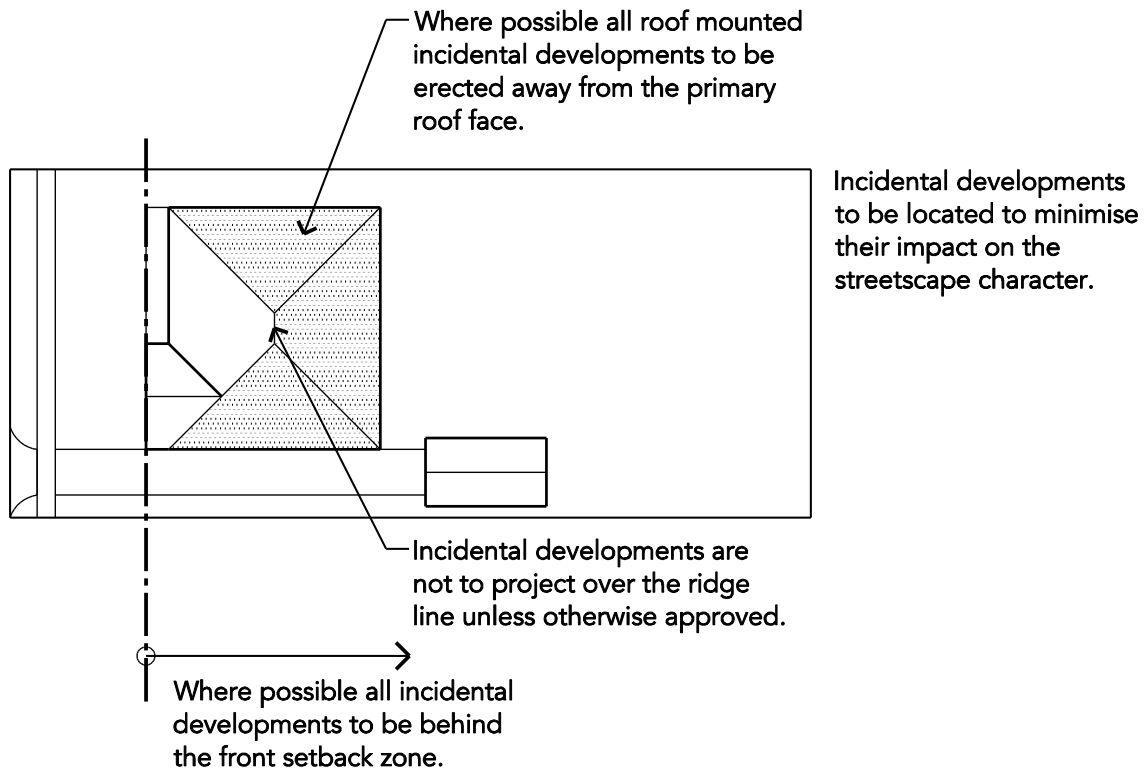 Where possible all roof mounted
incidental developments to be
erected away from the primary
roof face.
Incidental developments
to be located to minimise
their impact on the
streetscape character.
Incidental developments are
not to project over the ridge
line unless otherwise approved.
Where possible all incidental
developments to be behind
the front setback zone.